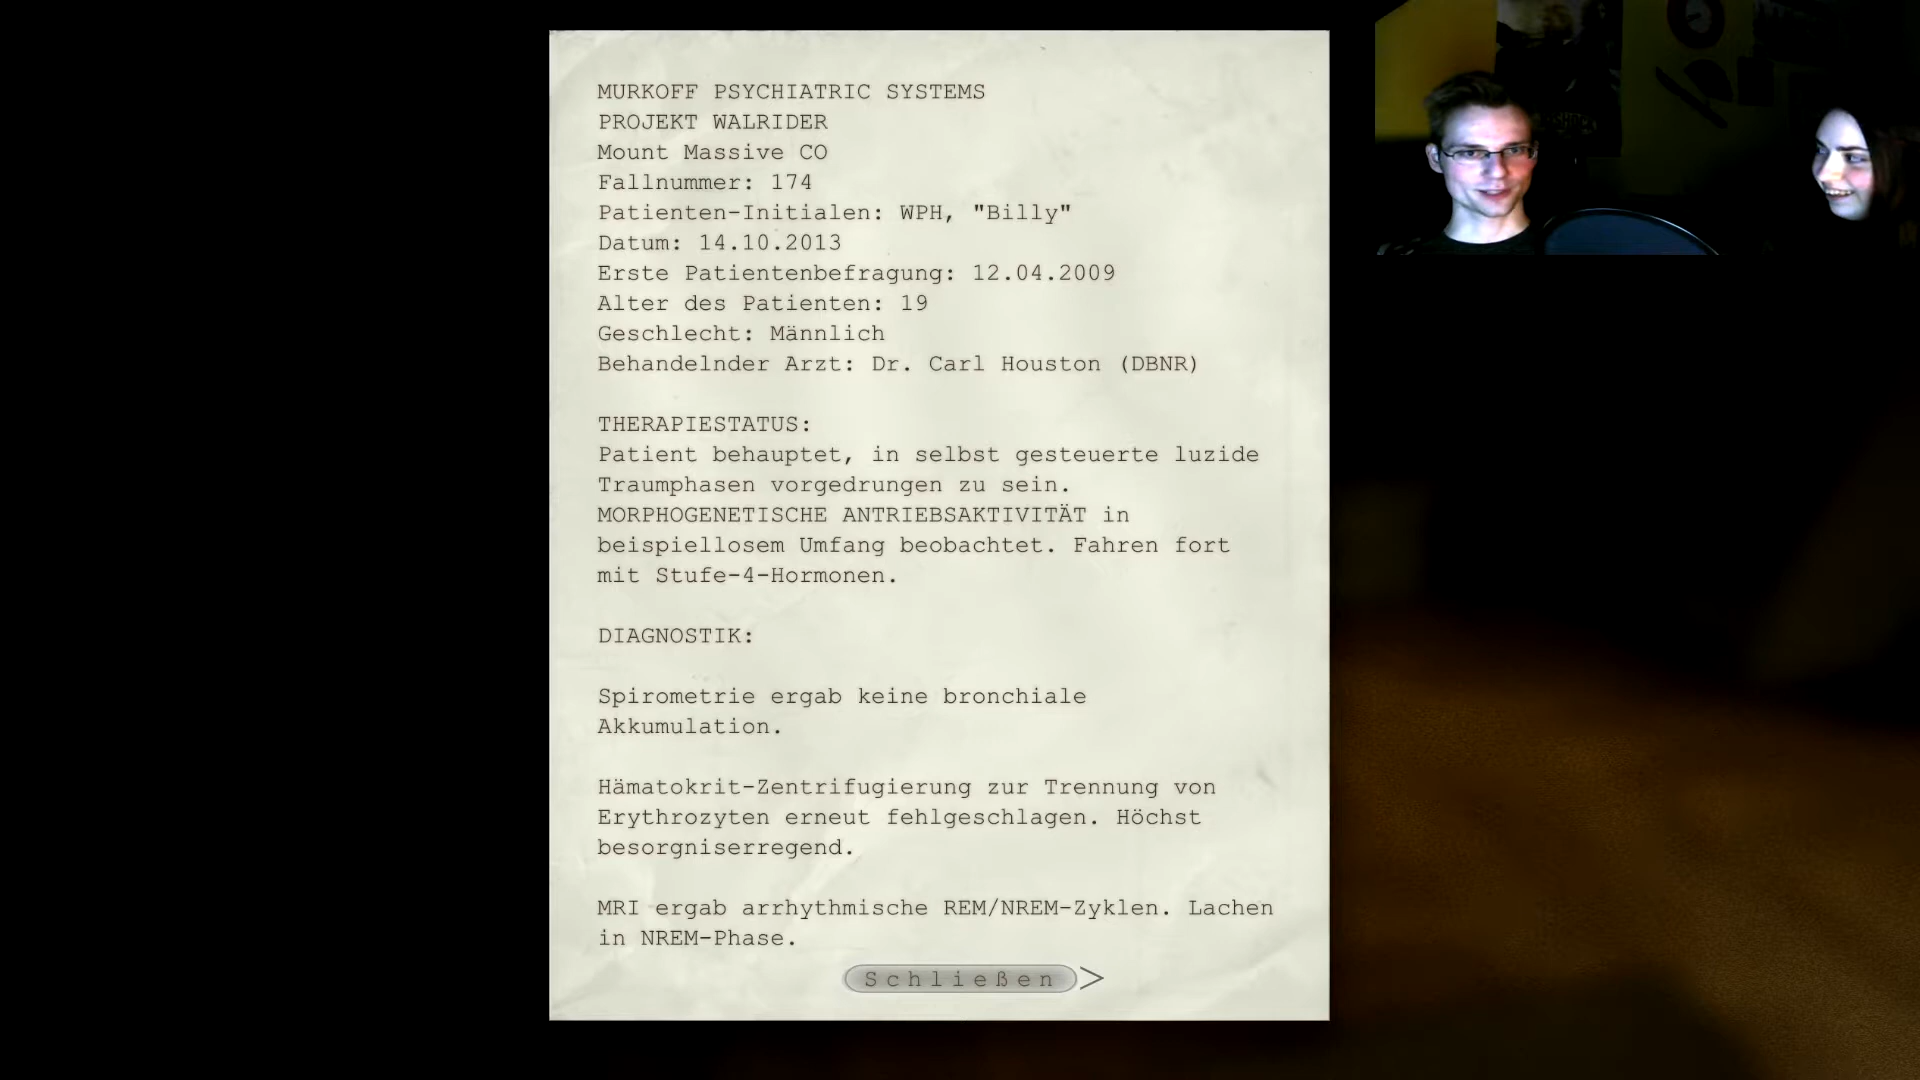 MURKOFF PSYCHIATRIC SYSTEMS
PROJEKT WALRIDER
Mount Massive CO
Fallnummer: 174
Patienten-Initialen: WPH, "Billy"
Datum: 14.10.2013
Erste Patientenbefragung: 12.04.2009
Alter des Patienten: 19
Geschlecht: Männlich
Behandelnder Arzt: Dr. Carl Houston (DBNR)
THERAPIESTATUS:
Patient behauptet, in selbst gesteuerte luzide
Traumphasen vorgedrungen zu sein.
MORPHOGENETISCHE ANTRIEBSAKTIVITÄT in
beispiellosem Umfang beobachtet. Fahren fort
mit Stufe-4-Hormonen.
DIAGNOSTIK:
Spirometrie ergab keine bronchiale
Akkumulation.
Hämatokrit-Zentrifugierung zur Trennung von
Erythrozyten erneut fehlgeschlagen. Höchst
besorgniserregend.
MRI ergab arrhythmische REM/NREM-Zyklen. Lachen
in NREM-Phase.
Schließen >